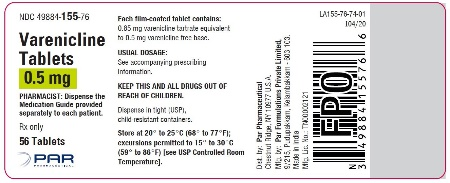 NDC 49884-155-76
Varenicline
Tablets
0.5 mg
PHARMACIST: Dispense the
Medication Guide provided
separately to each patient.
Rx only
56 Tablets
PAR
PHARMACEUTICAL
Each film-coated tablet contains:
0.85 mg varenicline tartrate equivalent
to 0.5 mg varenicline free base.
USUAL DOSAGE:
See accompanying prescribing
information.
KEEP THIS AND ALL DRUGS OUT OF
REACH OF CHILDREN.
Dispense in tight (USP),
child resistant containers.
Store at 20° to 25°C (68° to 77°F);
excursions permitted to 15° to 30°C
(59° to 86°F) [see USP Controlled Room
Temperature].
Dist. by: Par Pharmaceutical
Chestnut Ridge, NY 10977 U.S.A.
Mfg. by: Par Formulations Private Limited,
9/215, Pudupakkam, Kelambakkam - 603 103.
Made in India
Mfg. Lic. No.: TN00002121
LA155-76-74-01
104/20
FPO
N 3 49884 15576 6